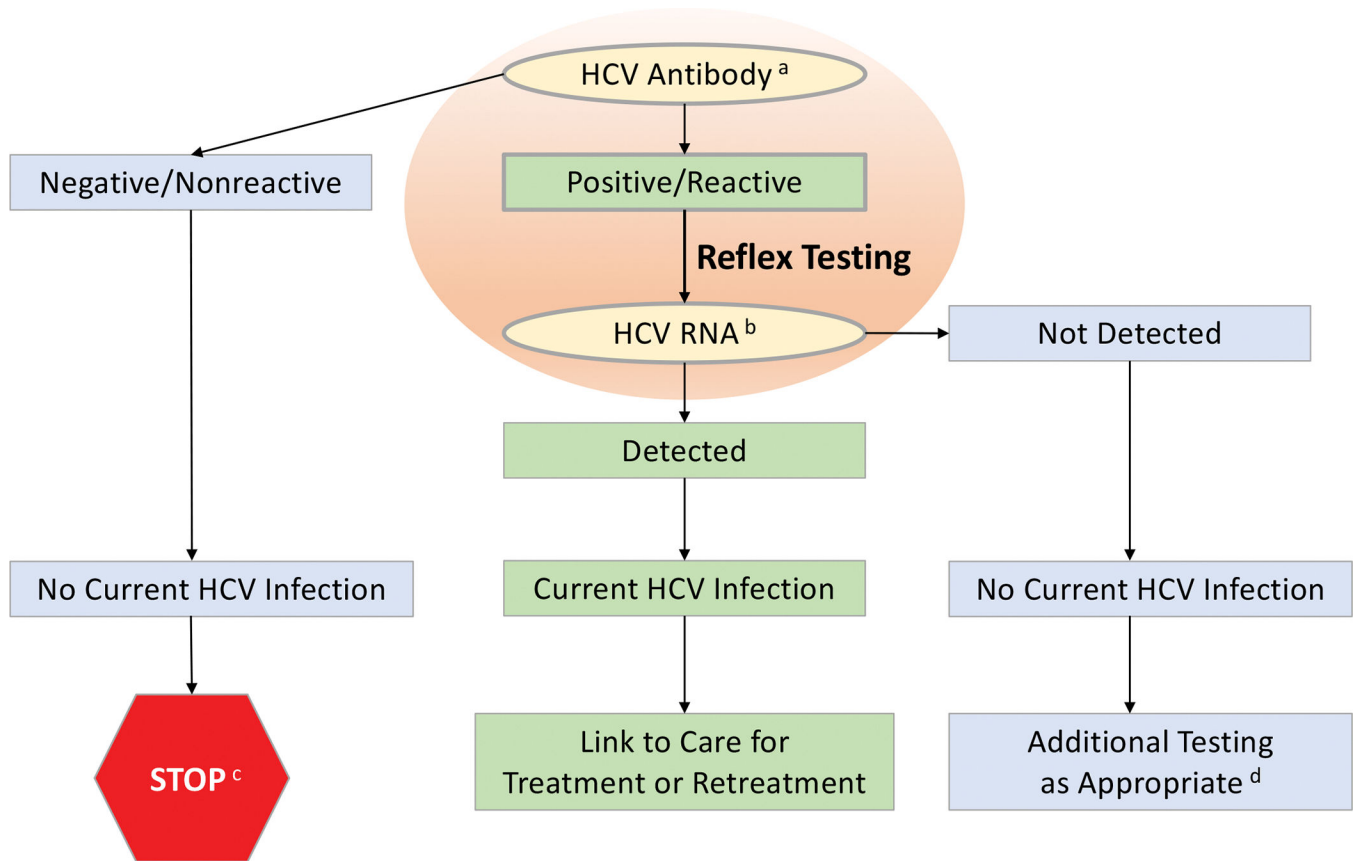 HCV Antibody a
Negative/Nonreactive
Positive/Reactive
Reflex Testing
HCV RNA b
Not Detected
Detected
No Current HCV Infection
Current HCV Infection
No Current HCV Infection
STOP c
Link to Care for
Treatment or Retreatment
Additional Testing
as Appropriate d